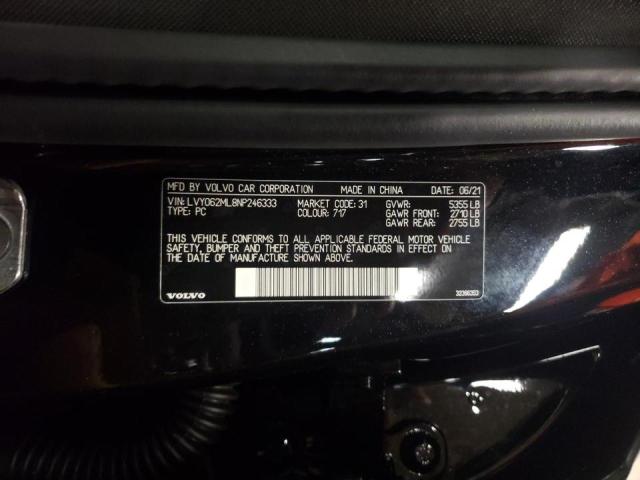 MFD BY VOLVO CAR CORPORATION MADE IN CHINA DATE: 06/21
VIN: LVY062ML8NP246333 MARKET CODE: 31 GVWR: 5355 LB
TYPE: PC COLOUR: 717 GAWR FRONT: 2710 LB
GAWR REAR: 2755 LB
THIS VEHICLE CONFORMS TO ALL APPLICABLE FEDERAL MOTOR VEHICLE
SAFETY, BUMPER AND THEFT PREVENTION STANDARDS IN EFFECT ON
THE DATE OF MANUFACTURE SHOWN ABOVE.
VOLVO